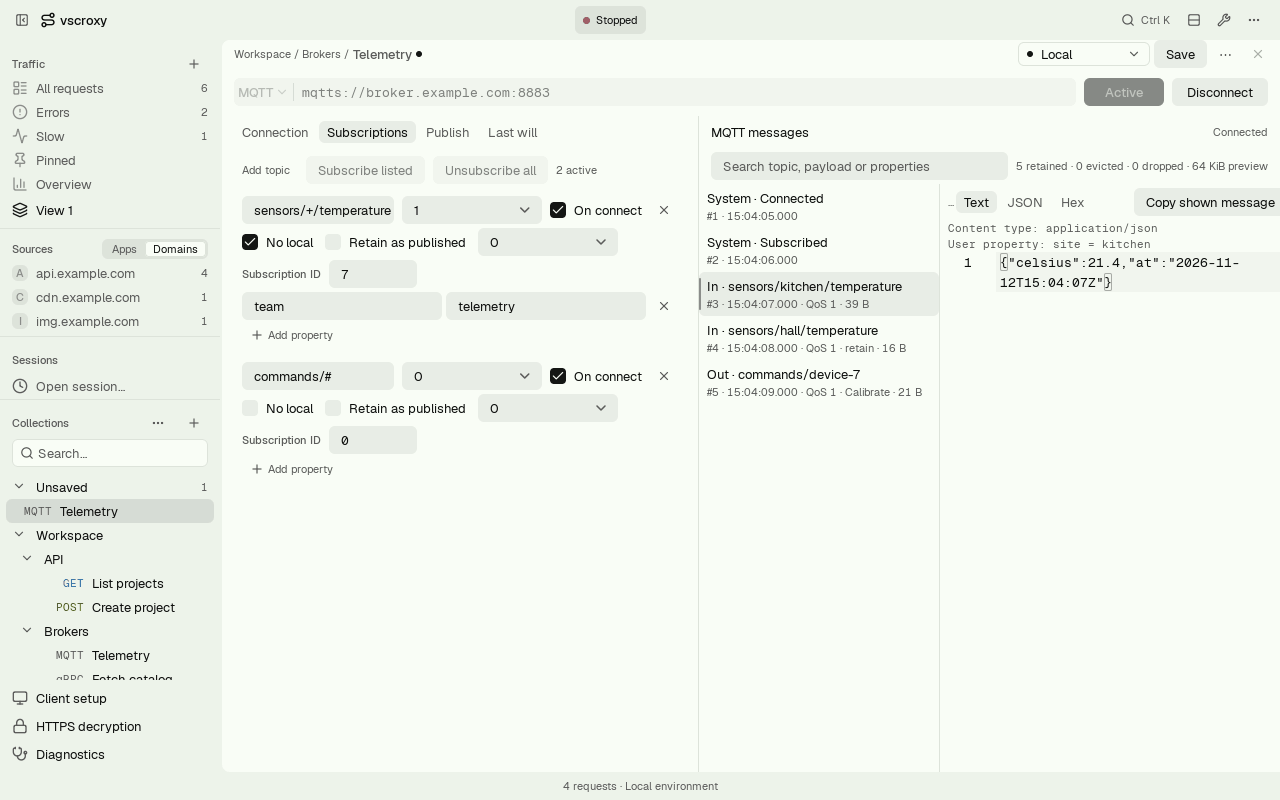 vscroxy
Stopped
Ctrl K
Traffic
All requests 6
Errors 2
Slow 1
Pinned
Overview
View 1
Sources Apps Domains
A api.example.com 4
C cdn.example.com 1
I img.example.com 1
Sessions
Open session...
Collections
Search...
Unsaved 1
MQTT Telemetry
Workspace
API
GET List projects
POST Create project
Brokers
MQTT Telemetry
gRPC Fetch catalog
Client setup
HTTPS decryption
Diagnostics
Workspace / Brokers / Telemetry
Local
Save
MQTT mqtts://broker.example.com:8883
Active
Disconnect
Connection Subscriptions Publish Last will
Add topic Subscribe listed Unsubscribe all 2 active
sensors/+/temperature 1 On connect
No local Retain as published 0
Subscription ID 7
team telemetry
Add property
commands/# 0 On connect
No local Retain as published 0
Subscription ID 0
Add property
MQTT messages Connected
Search topic, payload or properties
5 retained · 0 evicted · 0 dropped · 64 KiB preview
System · Connected
#1 · 15:04:05.000
System · Subscribed
#2 · 15:04:06.000
In · sensors/kitchen/temperature
#3 · 15:04:07.000 · QoS 1 · 39 B
In · sensors/hall/temperature
#4 · 15:04:08.000 · QoS 1 · retain · 16 B
Out · commands/device-7
#5 · 15:04:09.000 · QoS 1 · Calibrate · 21 B
Text JSON Hex Copy shown message
Content type: application/json
User property: site = kitchen
1 {"celsius":21.4,"at":"2026-11-
12T15:04:07Z"}
4 requests · Local environment